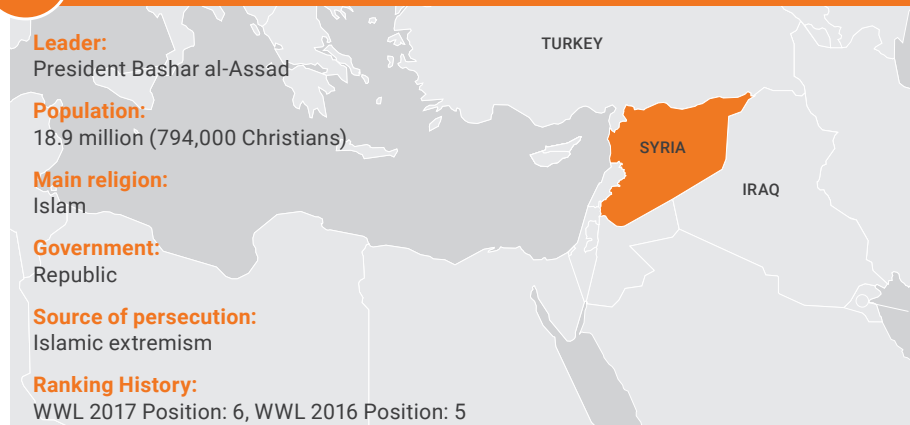 Leader:
President Bashar al-Assad
Population:
18.9 million (794,000 Christians)
Main religion:
Islam
Government:
Republic
Source of persecution:
Islamic extremism
Ranking History:
WWL 2017 Position: 6, WWL 2016 Position: 5
TURKEY
SYRIA
IRAQ